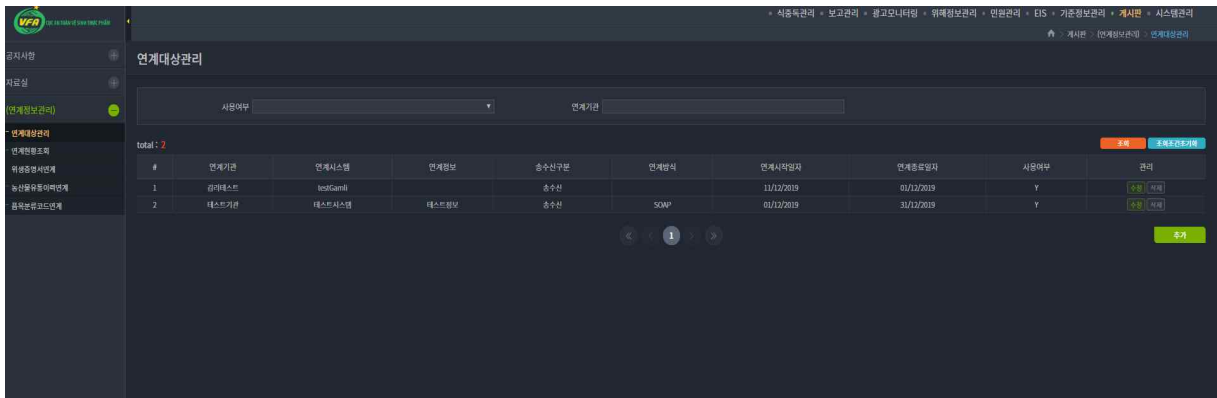 VFA CỤC AN TOÀN VỆ SINH THỰC PHẨM
식중독관리 보고관리 광고모니터링 위해정보관리 민원관리 EIS 기준정보관리 게시판 시스템관리
게시판 > (연계정보관리) > 연계대상관리
공지사항
자료실
(연계정보관리)
- 연계대상관리
- 연계현황조회
- 위생증명서연계
- 농산물유통이력연계
- 품목분류코드연계
연계대상관리
사용여부 연계기관
total : 2 조회 조회조건초기화
# 연계기관 연계시스템 연계정보 송수신구분 연계방식 연계시작일자 연계종료일자 사용여부 관리
1 감리테스트 testGamli 송수신 11/12/2019 01/12/2019 Y 수정 삭제
2 테스트기관 테스트시스템 테스트정보 송수신 SOAP 01/12/2019 31/12/2019 Y 수정 삭제
« < 1 > »
추가